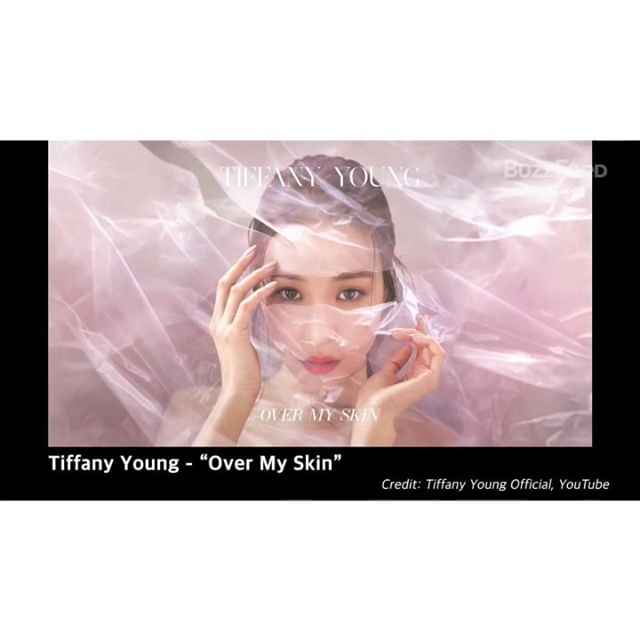 TIFFANY YOUNG
BuzzFeed
OVER MY SKIN
Tiffany Young - “Over My Skin”
Credit: Tiffany Young Official, YouTube